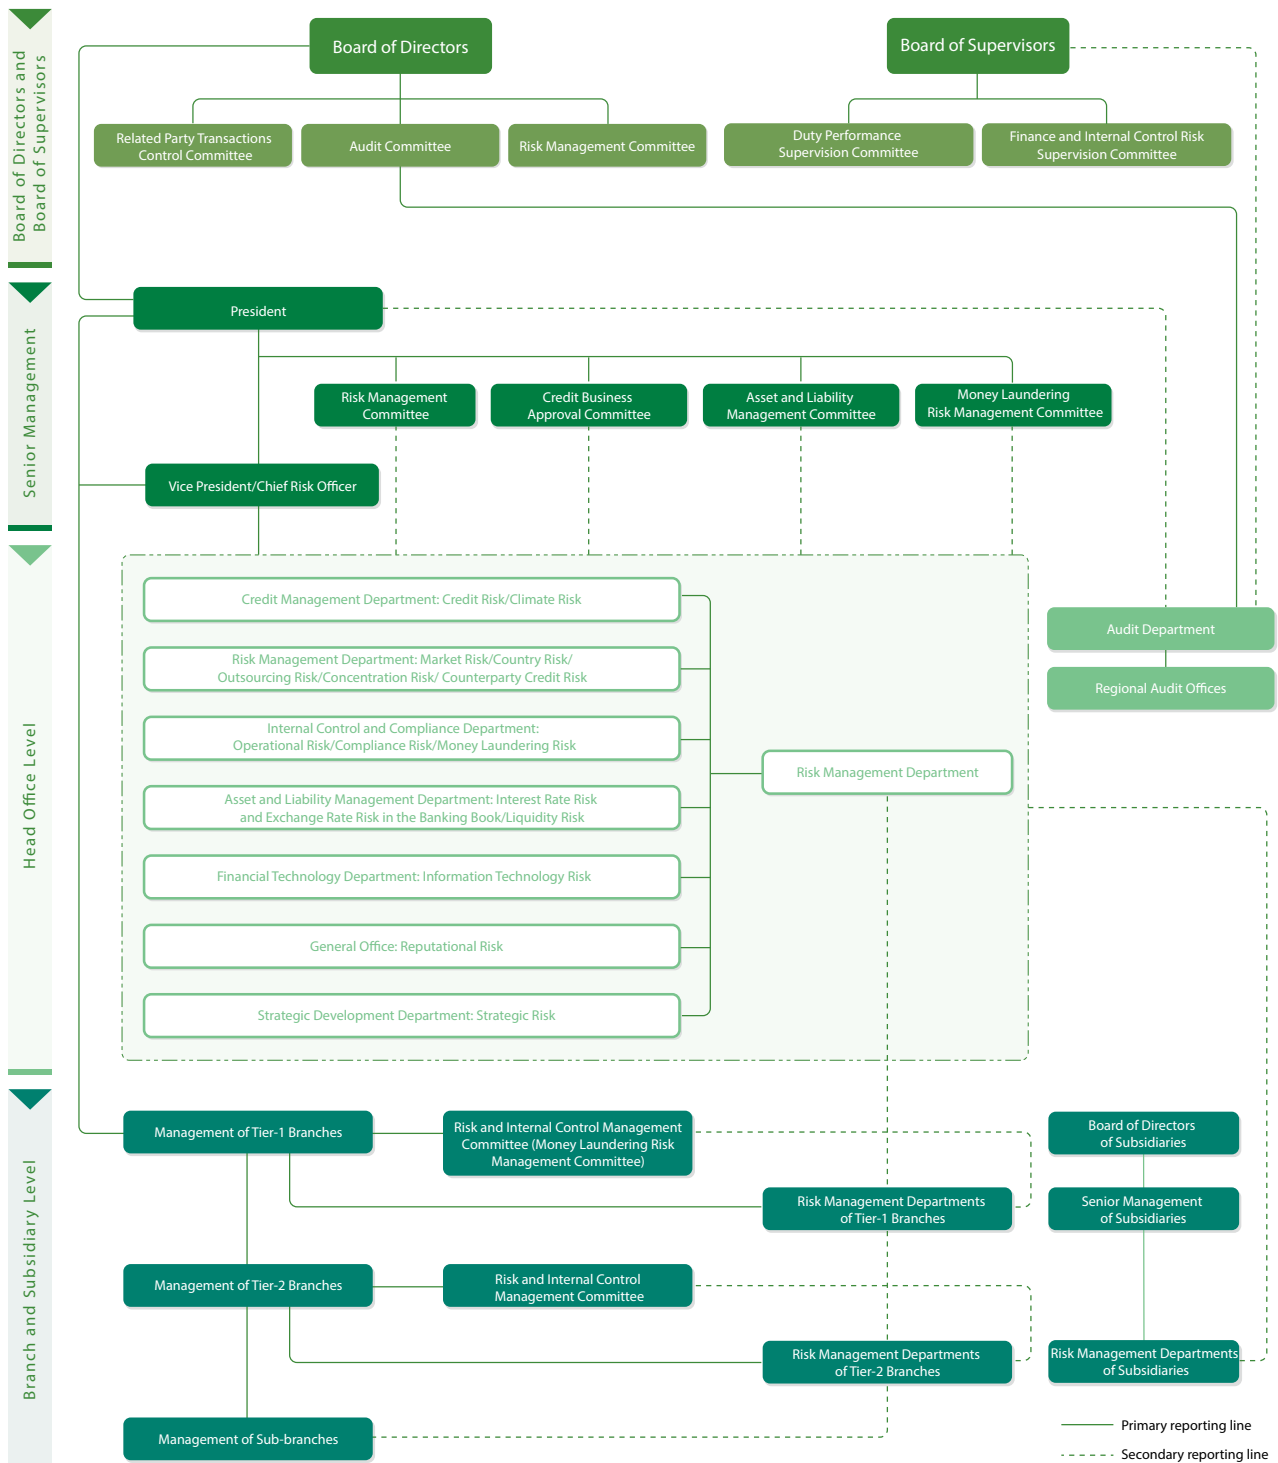 Board of Directors and
Board of Supervisors
Board of Directors
Board of Supervisors
Related Party Transactions
Control Committee
Audit Committee
Risk Management Committee
Duty Performance
Supervision Committee
Finance and Internal Control Risk
Supervision Committee
Senior Management
President
Risk Management
Committee
Credit Business
Approval Committee
Asset and Liability
Management Committee
Money Laundering
Risk Management Committee
Vice President/Chief Risk Officer
Head Office Level
Credit Management Department: Credit Risk/Climate Risk
Risk Management Department: Market Risk/Country Risk/
Outsourcing Risk/Concentration Risk/ Counterparty Credit Risk
Internal Control and Compliance Department:
Operational Risk/Compliance Risk/Money Laundering Risk
Asset and Liability Management Department: Interest Rate Risk
and Exchange Rate Risk in the Banking Book/Liquidity Risk
Financial Technology Department: Information Technology Risk
General Office: Reputational Risk
Strategic Development Department: Strategic Risk
Risk Management Department
Audit Department
Regional Audit Offices
Branch and Subsidiary Level
Management of Tier-1 Branches
Risk and Internal Control Management
Committee (Money Laundering Risk
Management Committee)
Risk Management Departments
of Tier-1 Branches
Board of Directors
of Subsidiaries
Senior Management
of Subsidiaries
Management of Tier-2 Branches
Risk and Internal Control
Management Committee
Risk Management Departments
of Tier-2 Branches
Risk Management Departments
of Subsidiaries
Management of Sub-branches
Primary reporting line
Secondary reporting line